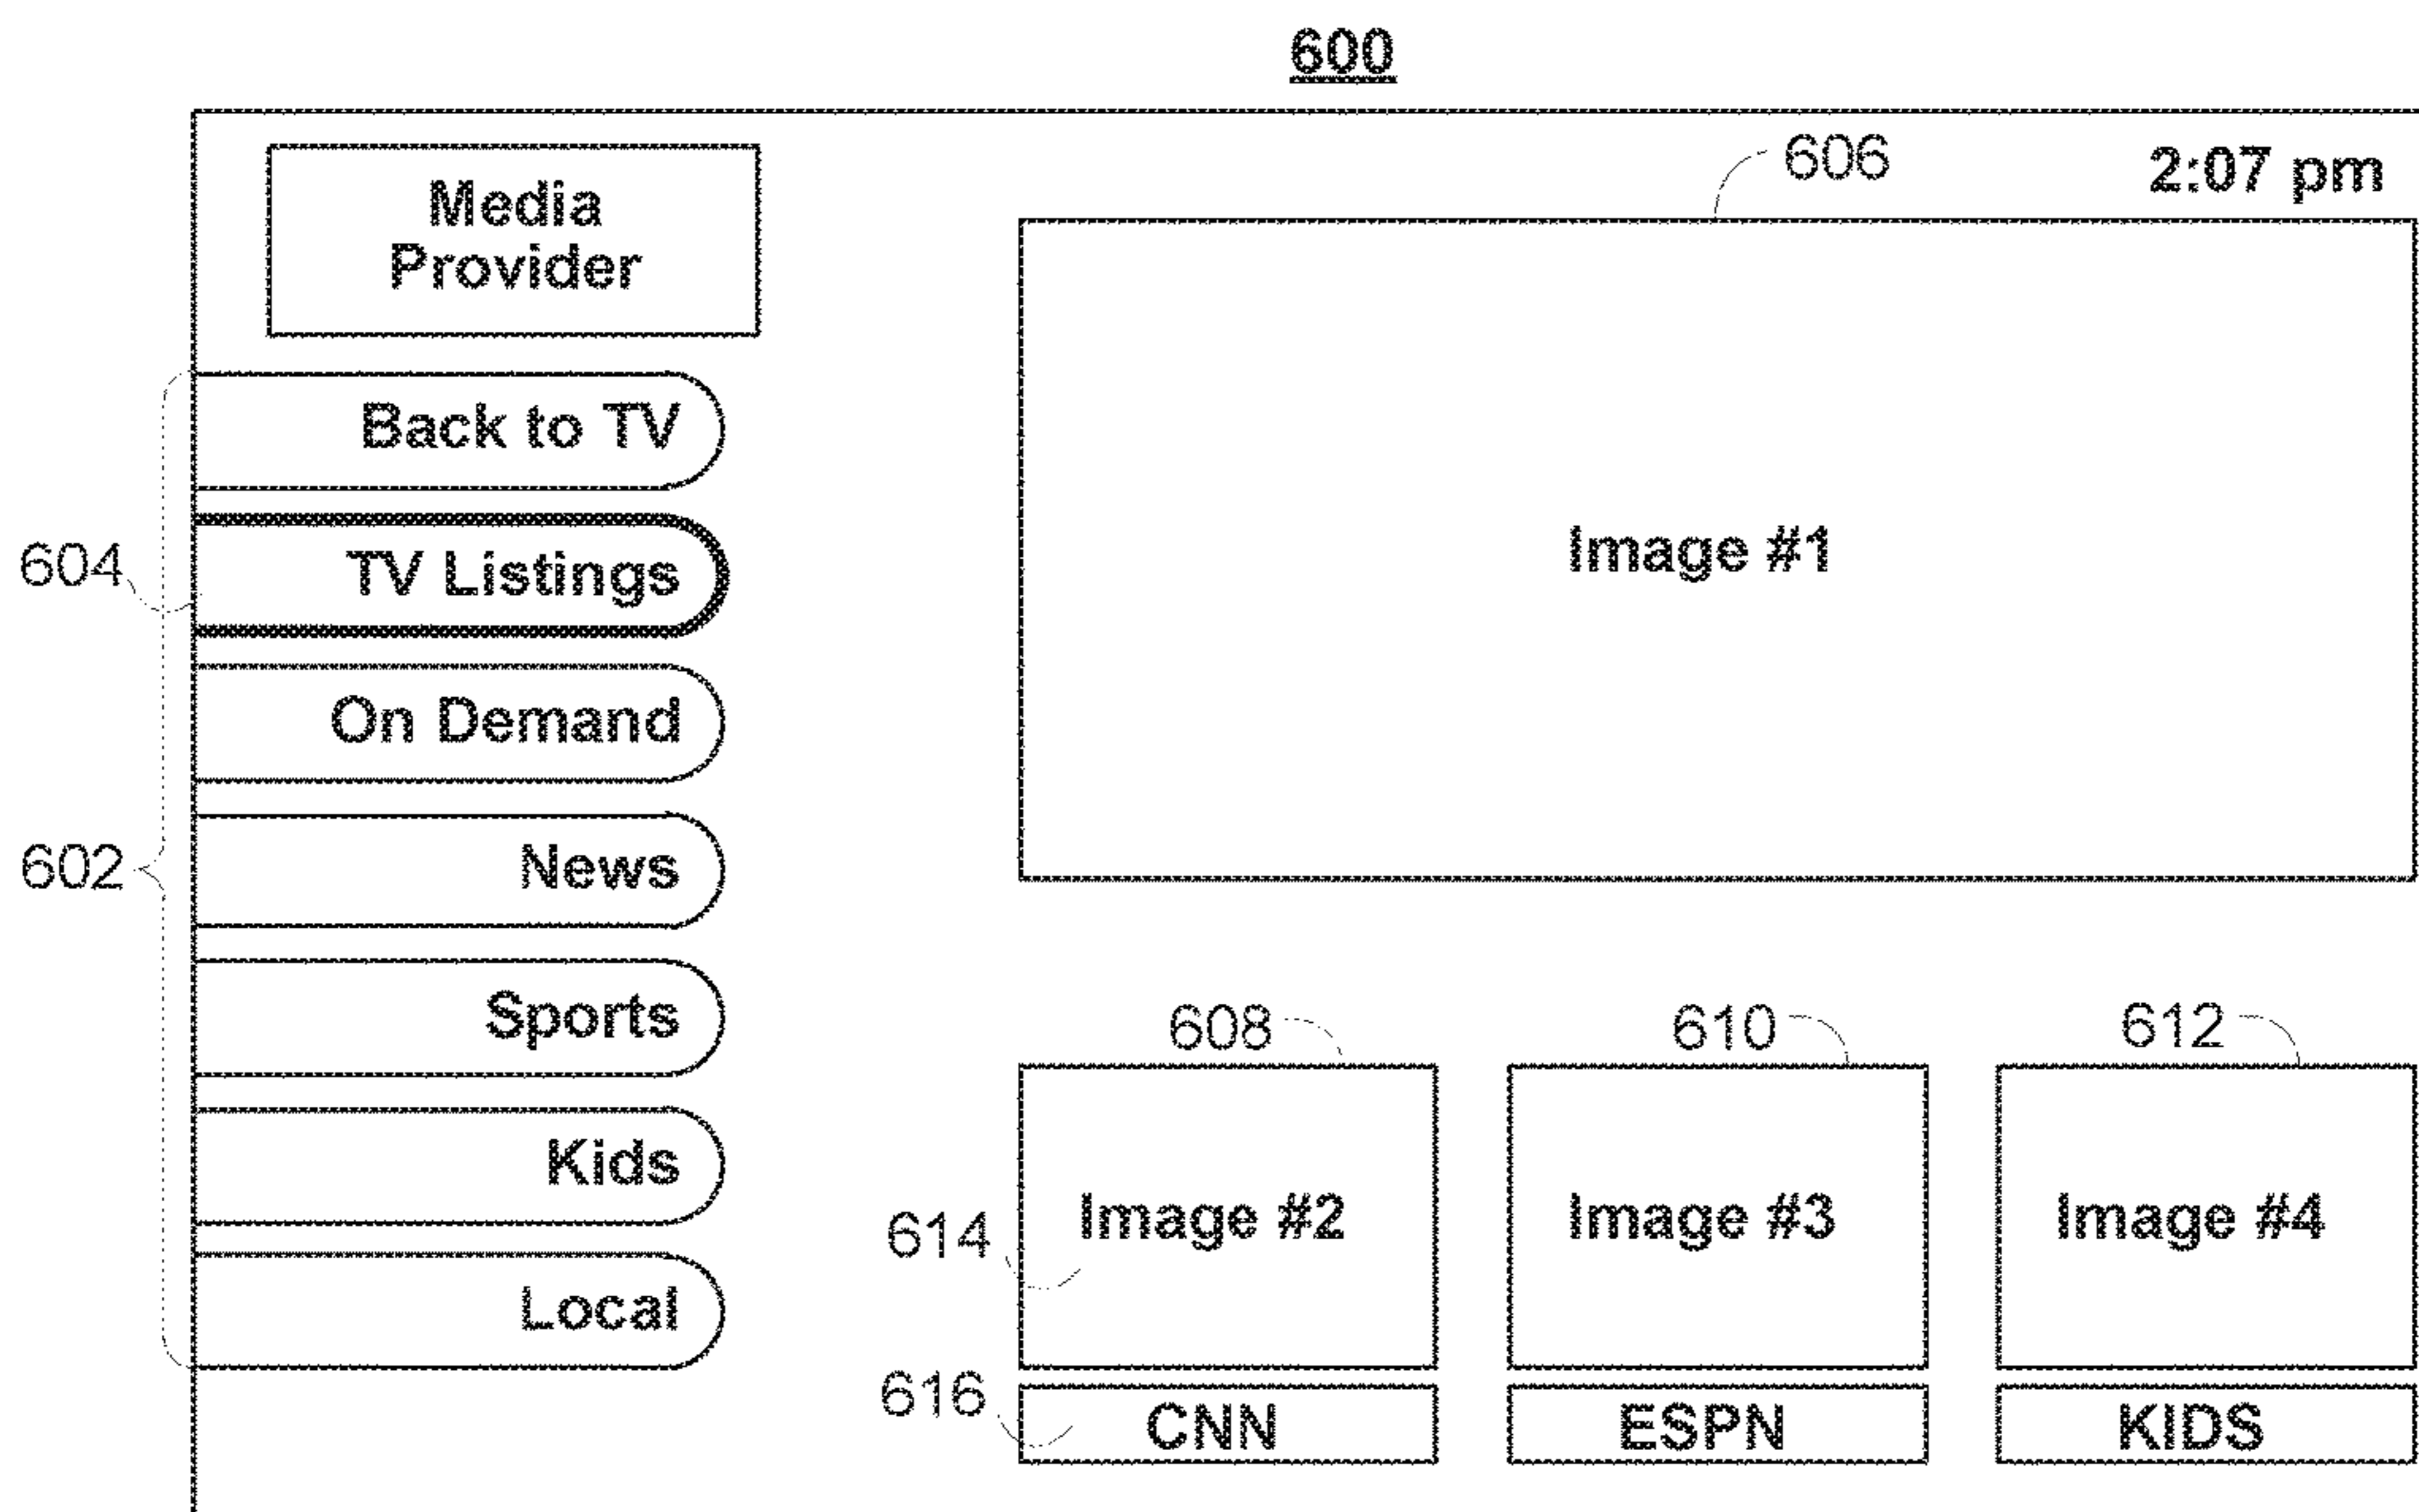 600
606
2:07 pm
Media
Provider
Image #1
Back to TV
604
TV Listings
On Demand
602
News
Sports
Kids
Local
608
610
612
614
Image #2
Image #3
Image #4
616
CNN
ESPN
KIDS